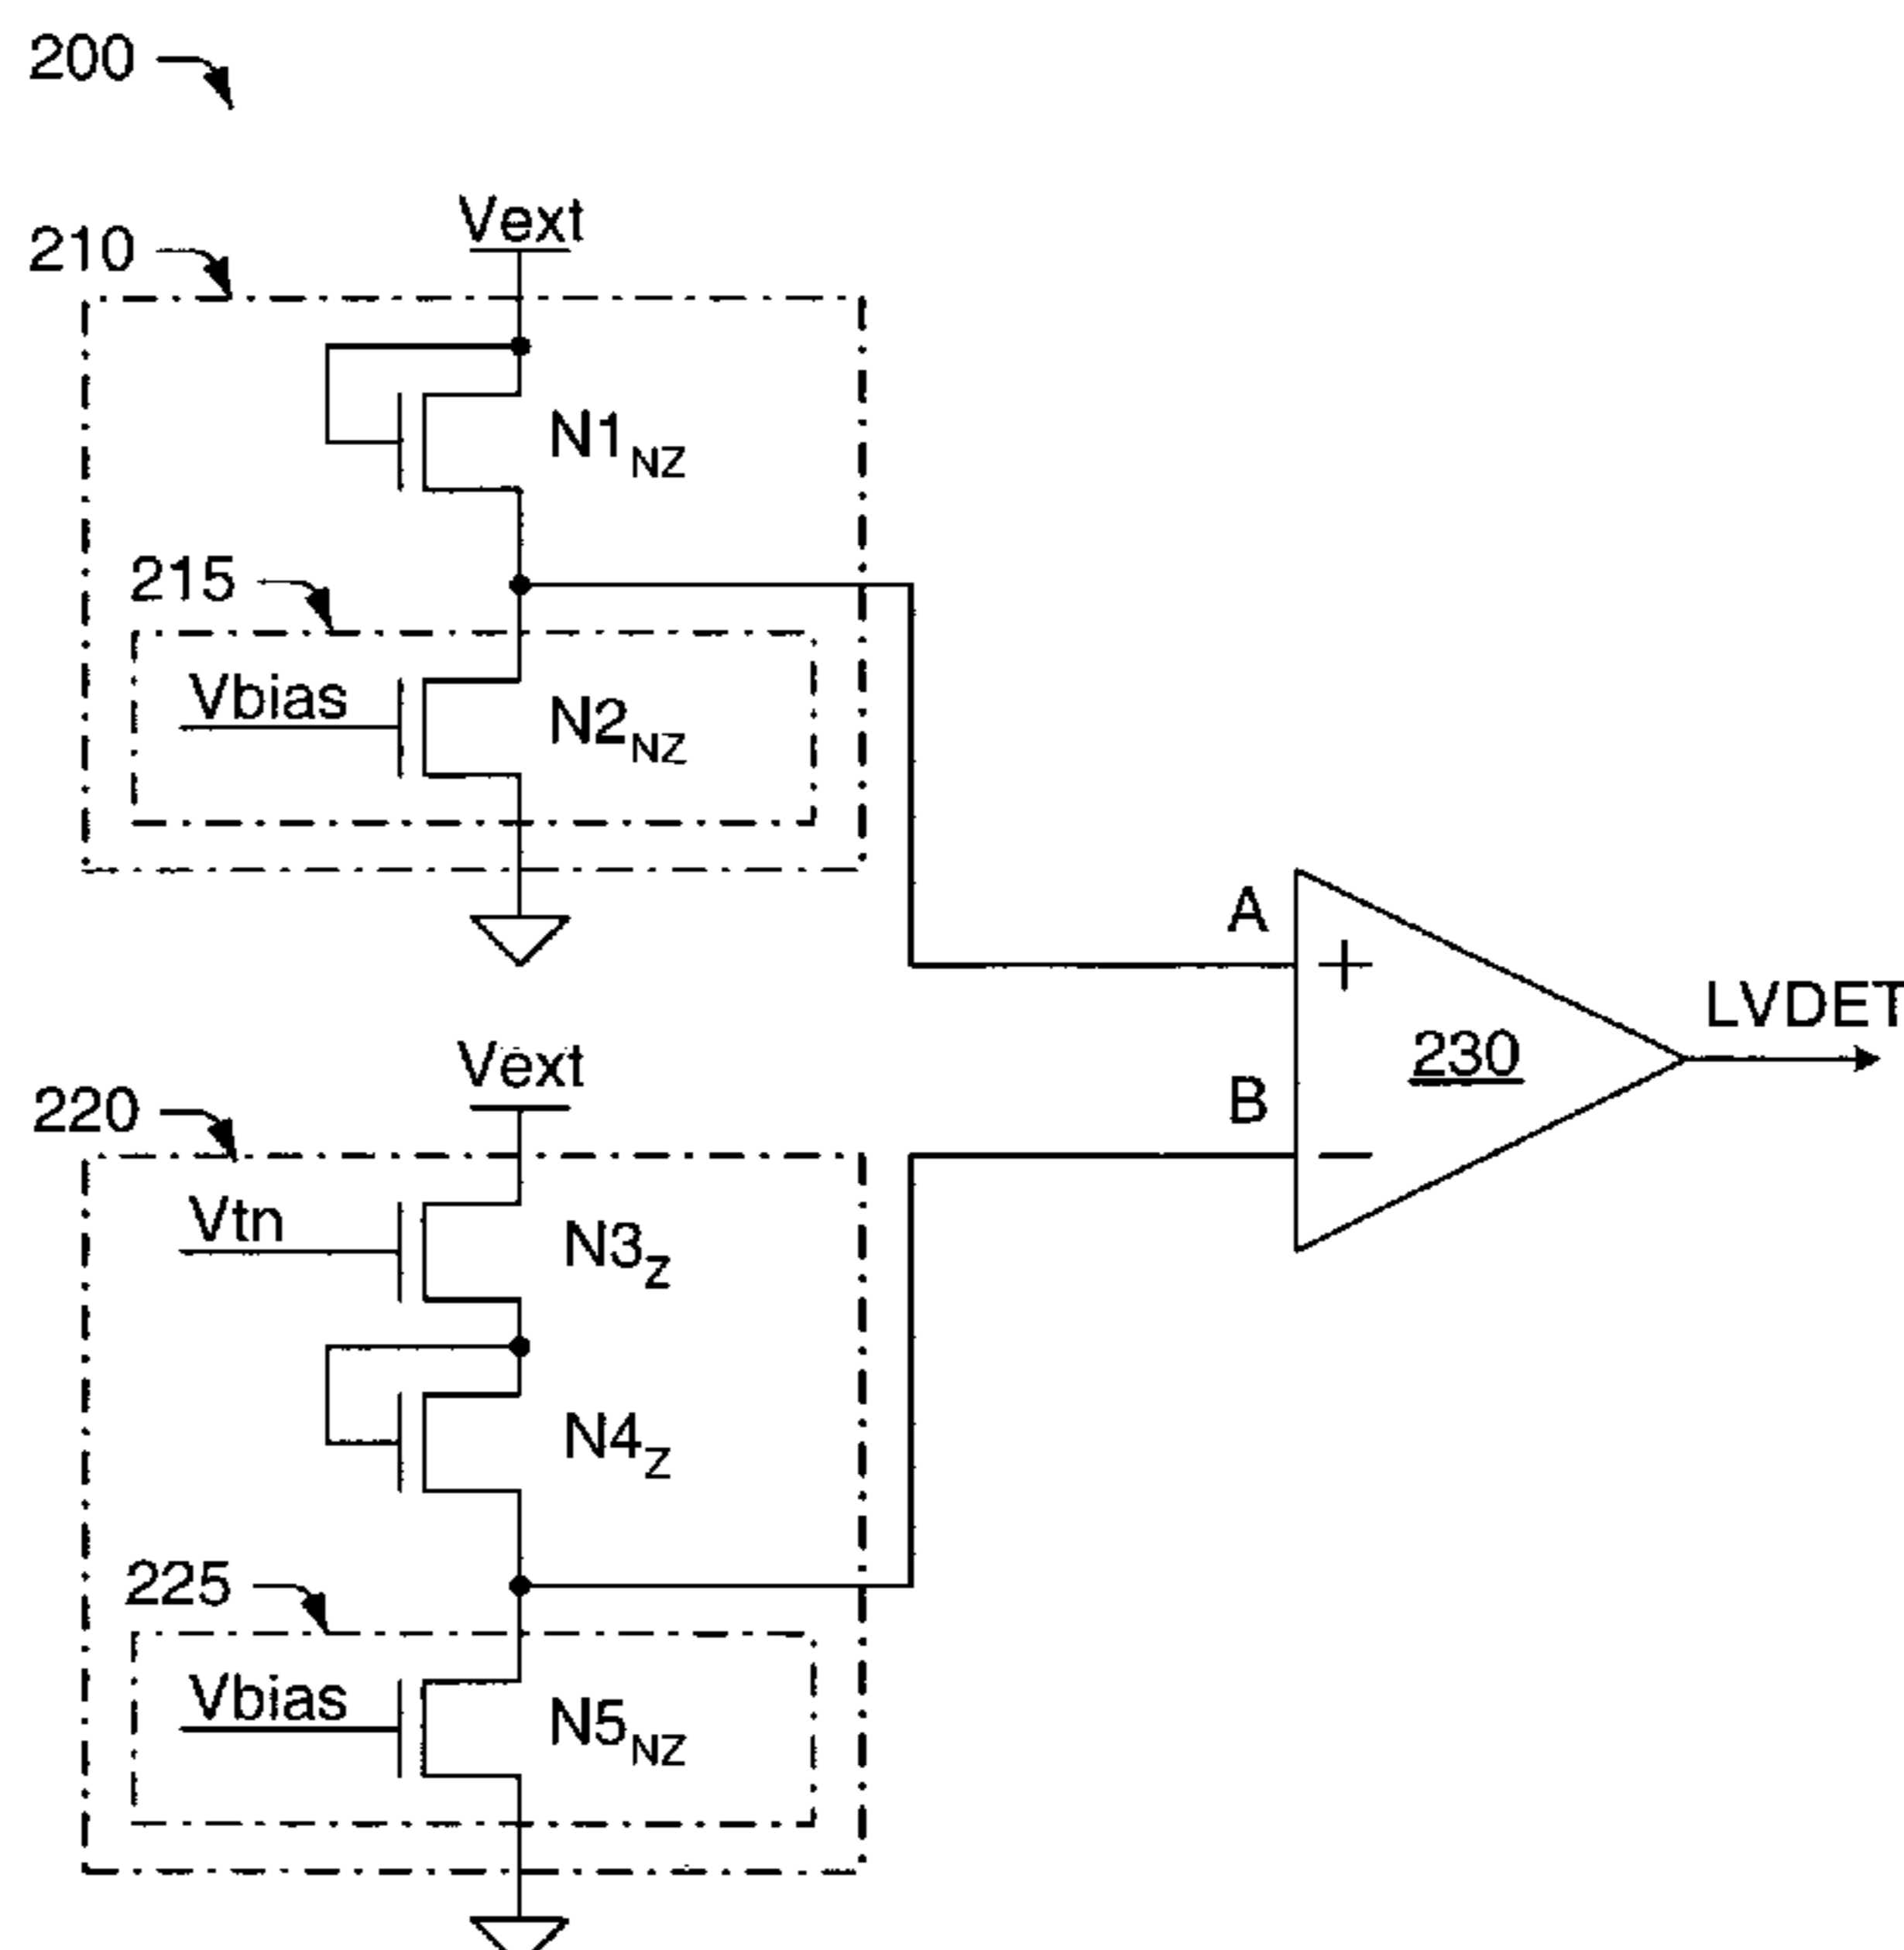 200
Vext
210
N1NZ
215
Vbias
N2NZ
A
+
LVDET
230
Vext
B
220
−
Vtn
N3Z
N4Z
225
Vbias
N5NZ